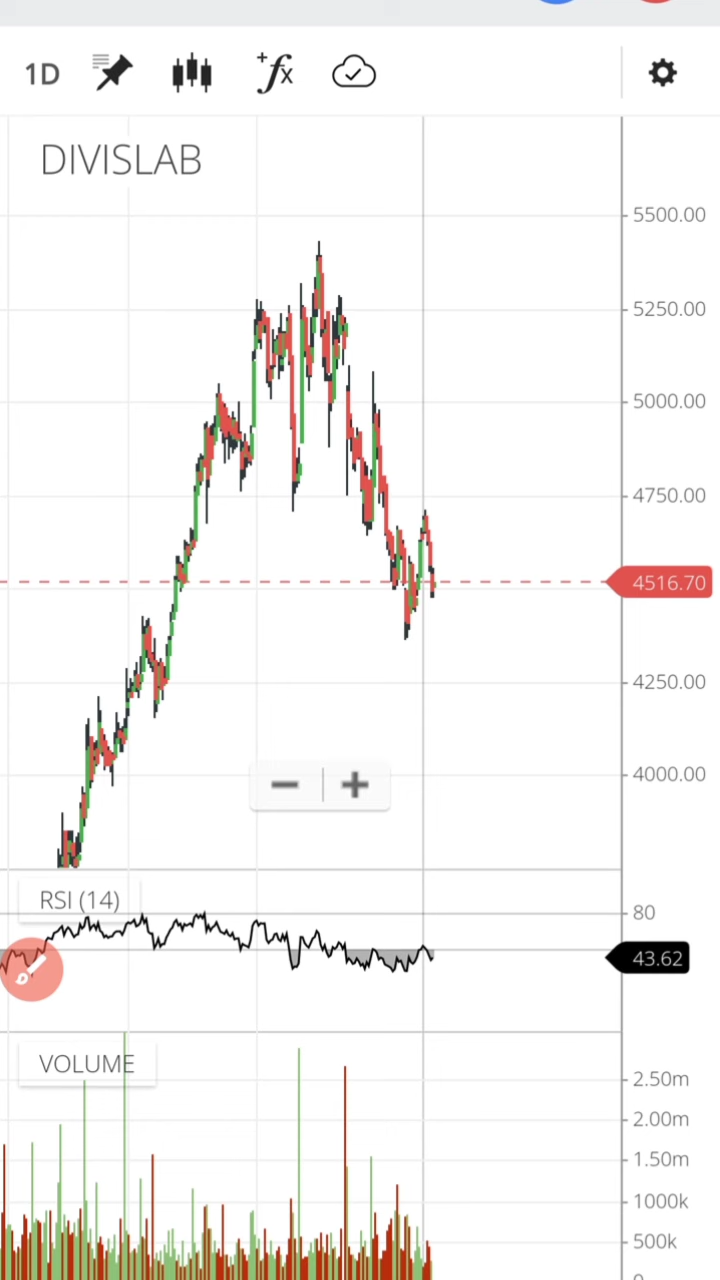 1D
+fx
DIVISLAB
5500.00
5250.00
5000.00
4750.00
4516.70
4250.00
4000.00
RSI (14)
80
43.62
VOLUME
2.50m
2.00m
1.50m
1000k
500k